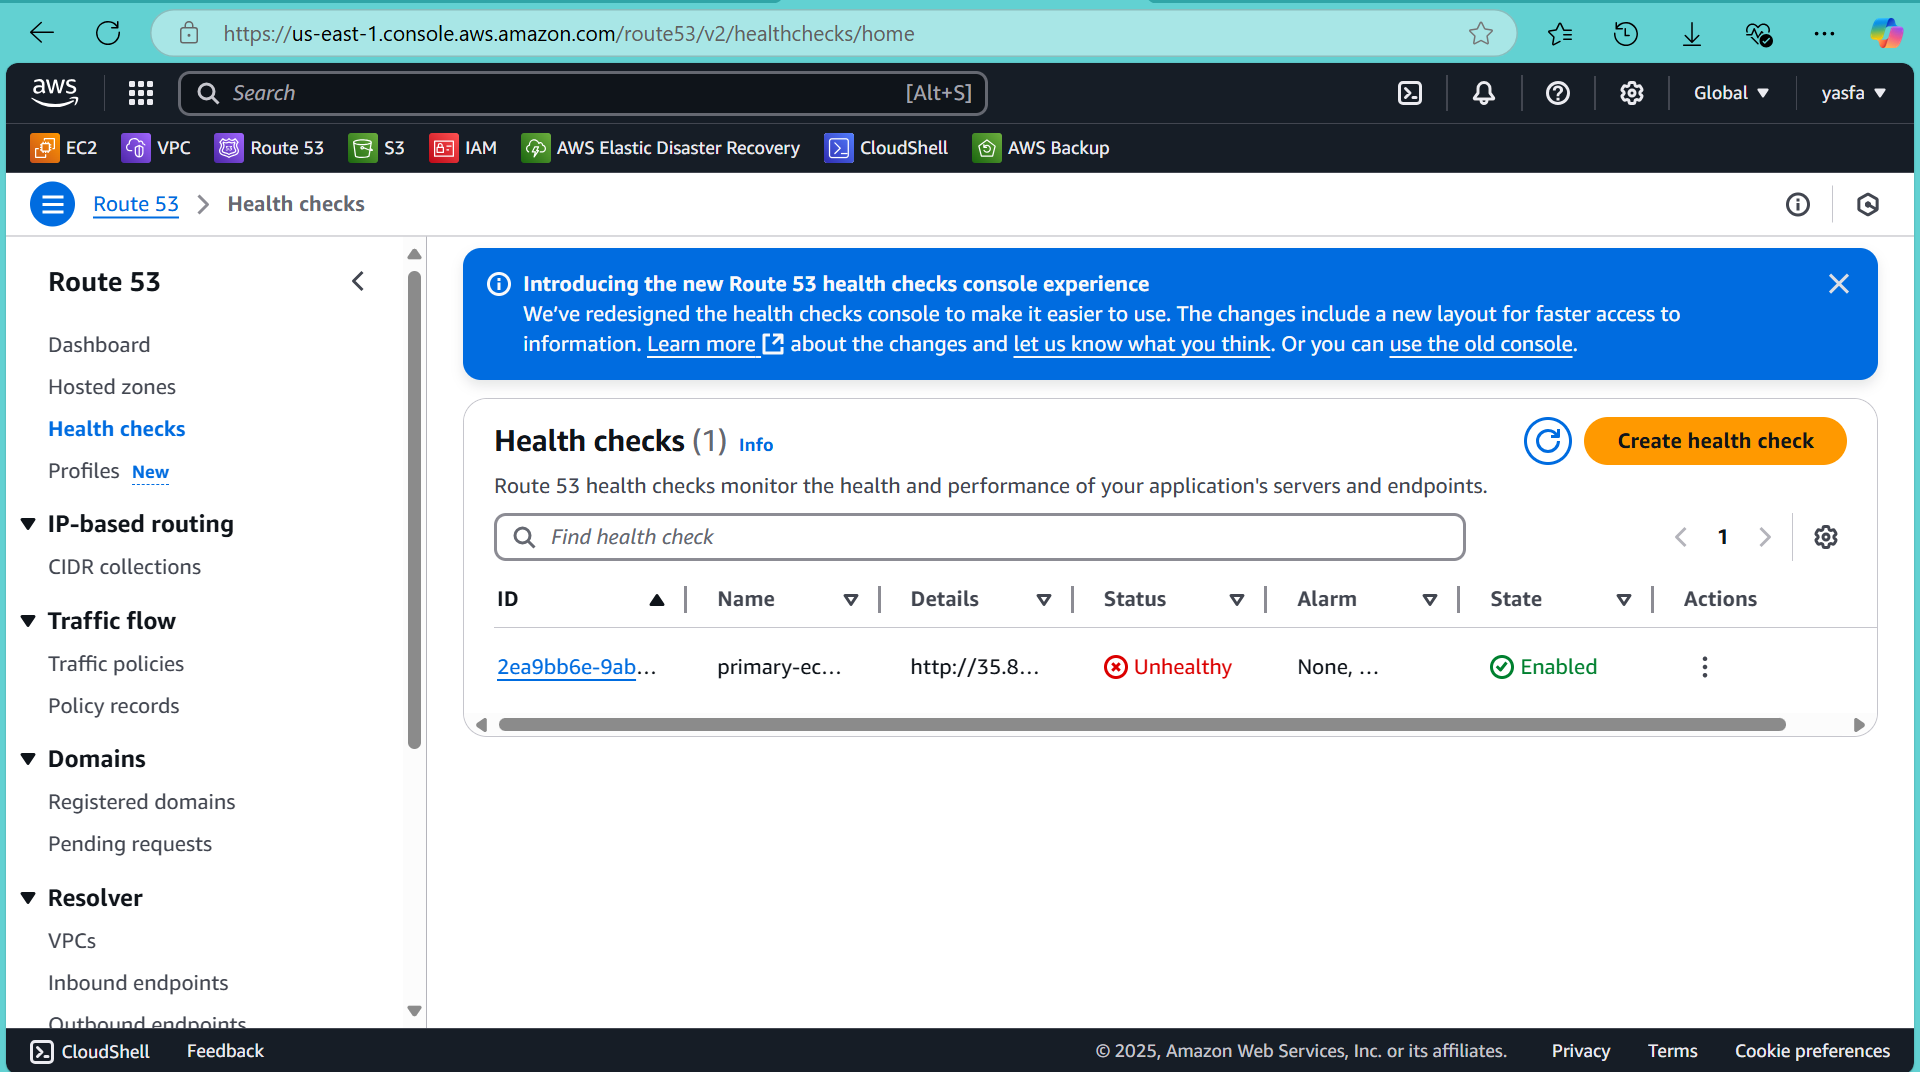 https://us-east-1.console.aws.amazon.com/route53/v2/healthchecks/home
aws
Search
[Alt+S]
Global
yasfa
EC2
VPC
Route 53
S3
IAM
AWS Elastic Disaster Recovery
CloudShell
AWS Backup
Route 53
Health checks
Route 53
Dashboard
Hosted zones
Health checks
Profiles New
IP-based routing
CIDR collections
Traffic flow
Traffic policies
Policy records
Domains
Registered domains
Pending requests
Resolver
VPCs
Inbound endpoints
Outbound endpoints
Introducing the new Route 53 health checks console experience
We've redesigned the health checks console to make it easier to use. The changes include a new layout for faster access to
information. Learn more about the changes and let us know what you think. Or you can use the old console.
Health checks (1) Info
Create health check
Route 53 health checks monitor the health and performance of your application's servers and endpoints.
Find health check
1
ID Name Details Status Alarm State Actions
2ea9bb6e-9ab... primary-ec... http://35.8... Unhealthy None, ... Enabled
CloudShell
Feedback
© 2025, Amazon Web Services, Inc. or its affiliates.
Privacy
Terms
Cookie preferences